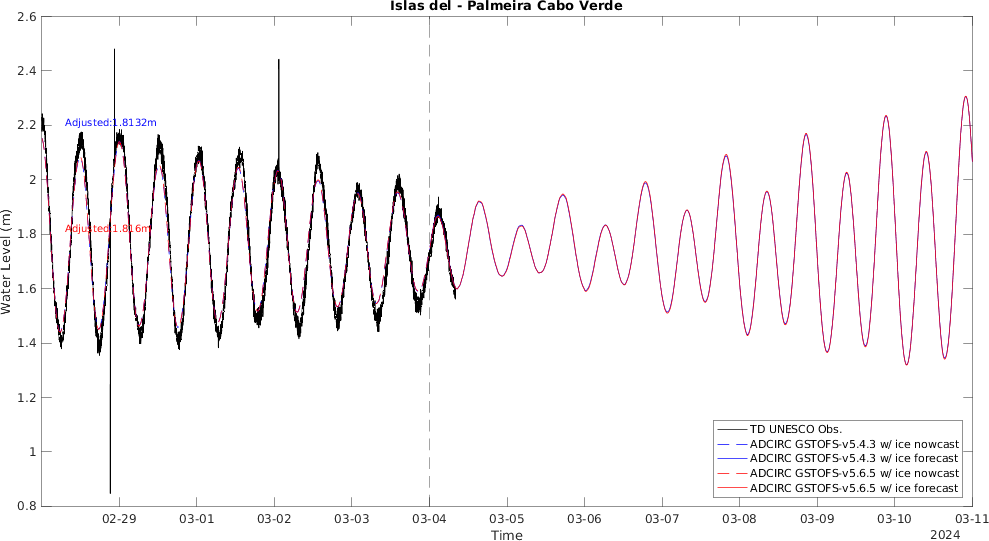 Islas del - Palmeira Cabo Verde
2.6
2.4
2.2
2
1.8
1.6
1.4
1.2
1
0.8
Water Level (m)
Adjusted:1.8132m
Adjusted:1.816m
TD UNESCO Obs.
ADCIRC GSTOFS-v5.4.3 w/ ice nowcast
ADCIRC GSTOFS-v5.4.3 w/ ice forecast
ADCIRC GSTOFS-v5.6.5 w/ ice nowcast
ADCIRC GSTOFS-v5.6.5 w/ ice forecast
02-29 03-01 03-02 03-03 03-04 03-05 03-06 03-07 03-08 03-09 03-10 03-11
Time
2024